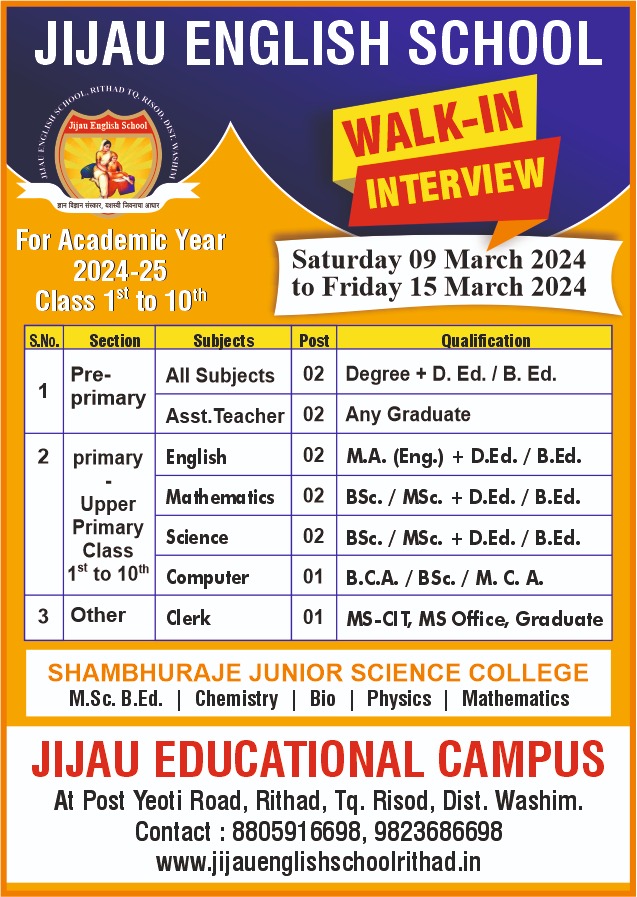 JIJAU ENGLISH SCHOOL
JIJAU ENGLISH SCHOOL, RITHAD TQ. RISOD, DIST. WASHIM
Jijau English School
ज्ञान विज्ञान संस्कार, यशस्वी जिवनाचा आधार
WALK-IN
INTERVIEW
For Academic Year
2024-25
Class 1st to 10th
Saturday 09 March 2024
to Friday 15 March 2024
S.No. Section Subjects Post Qualification
1 Pre-primary All Subjects 02 Degree + D. Ed. / B. Ed.
Asst.Teacher 02 Any Graduate
2 primary - Upper Primary Class 1st to 10th English 02 M.A. (Eng.) + D.Ed. / B.Ed.
Mathematics 02 BSc. / MSc. + D.Ed. / B.Ed.
Science 02 BSc. / MSc. + D.Ed. / B.Ed.
Computer 01 B.C.A. / BSc. / M. C. A.
3 Other Clerk 01 MS-CIT, MS Office, Graduate
SHAMBHURAJE JUNIOR SCIENCE COLLEGE
M.Sc. B.Ed. | Chemistry | Bio | Physics | Mathematics
JIJAU EDUCATIONAL CAMPUS
At Post Yeoti Road, Rithad, Tq. Risod, Dist. Washim.
Contact : 8805916698, 9823686698
www.jijauenglishschoolrithad.in